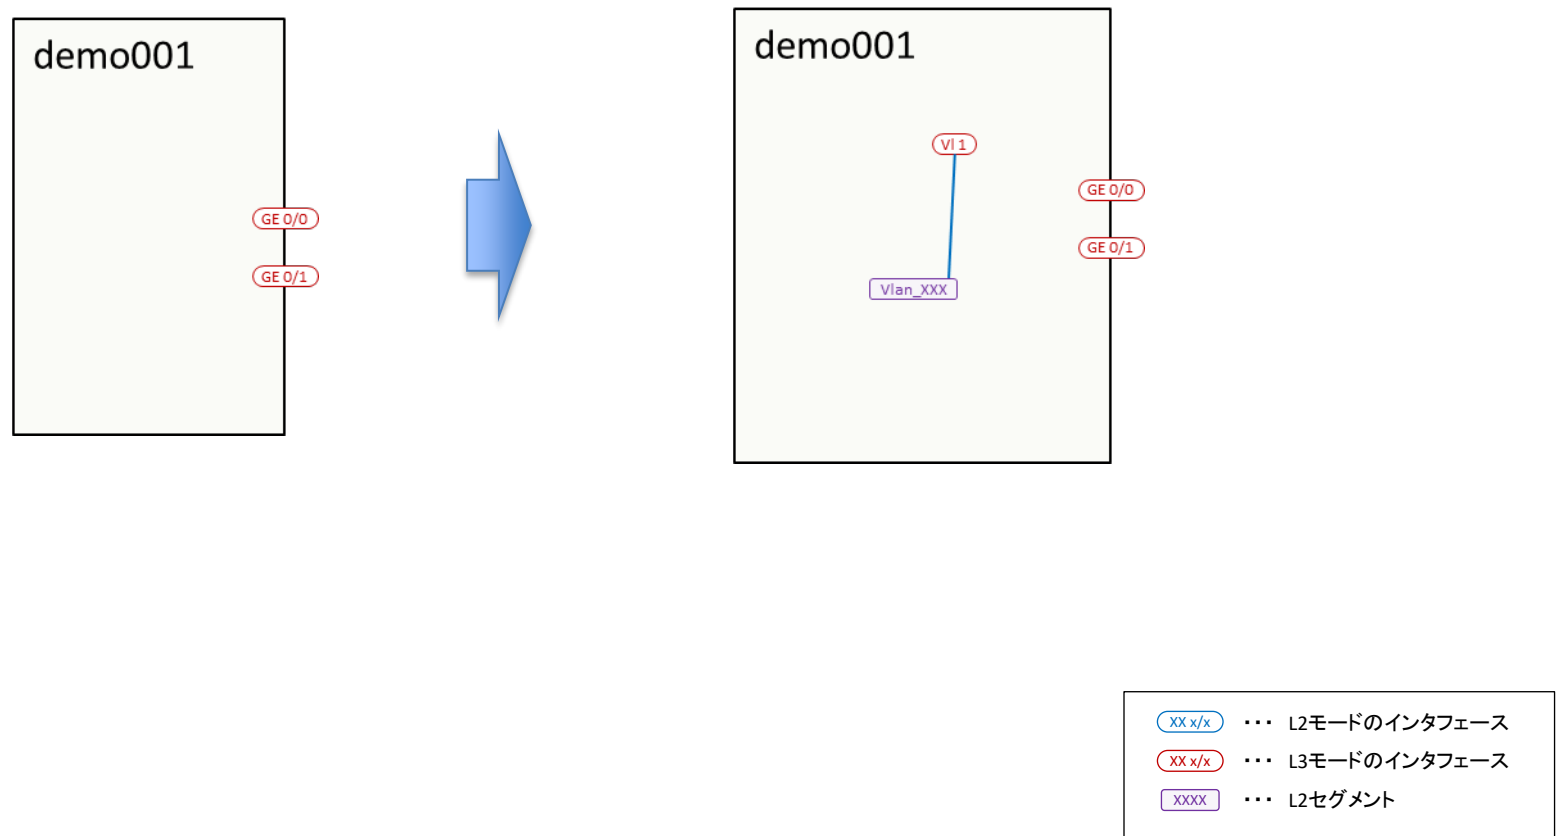 demo001
GE 0/0
GE 0/1
demo001
Vl 1
GE 0/0
GE 0/1
Vlan_XXX
XX x/x ・・・ L2モードのインタフェース
XX x/x ・・・ L3モードのインタフェース
XXXX ・・・ L2セグメント